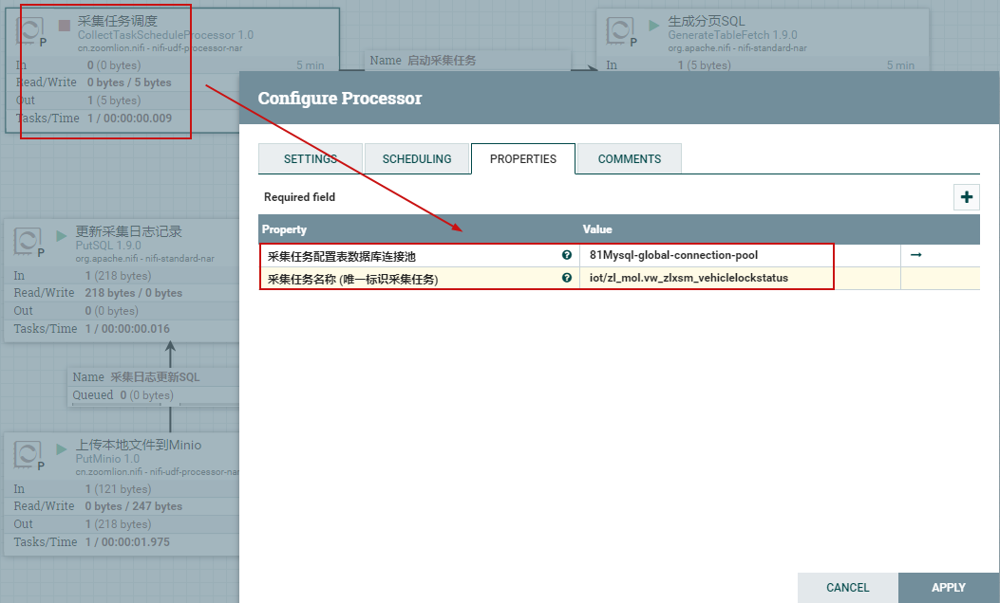 采集任务调度
CollectTaskScheduleProcessor 1.0
cn.zoomlion.nifi - nifi-udf-processor-nar
In 0 (0 bytes) 5 min
Read/Write 0 bytes / 5 bytes
Out 1 (5 bytes)
Tasks/Time 1 / 00:00:00.009
Name 启动采集任务
生成分页SQL
GenerateTableFetch 1.9.0
org.apache.nifi - nifi-standard-nar
In 1 (5 bytes) 5 min
P
P
Configure Processor
SETTINGS
SCHEDULING
PROPERTIES
COMMENTS
Required field
Property Value
采集任务配置表数据库连接池 81Mysql-global-connection-pool
采集任务名称 (唯一标识采集任务) iot/zl_mol.vw_zlxsm_vehiclelockstatus
更新采集日志记录
PutSQL 1.9.0
org.apache.nifi - nifi-standard-nar
P
In 1 (218 bytes)
Read/Write 218 bytes / 0 bytes
Out 0 (0 bytes)
Tasks/Time 1 / 00:00:00.016
Name 采集日志更新SQL
Queued 0 (0 bytes)
上传本地文件到Minio
PutMinio 1.0
cn.zoomlion.nifi - nifi-udf-processor-nar
P
In 1 (121 bytes)
Read/Write 0 bytes / 247 bytes
Out 1 (218 bytes)
Tasks/Time 1 / 00:00:01.975
CANCEL
APPLY